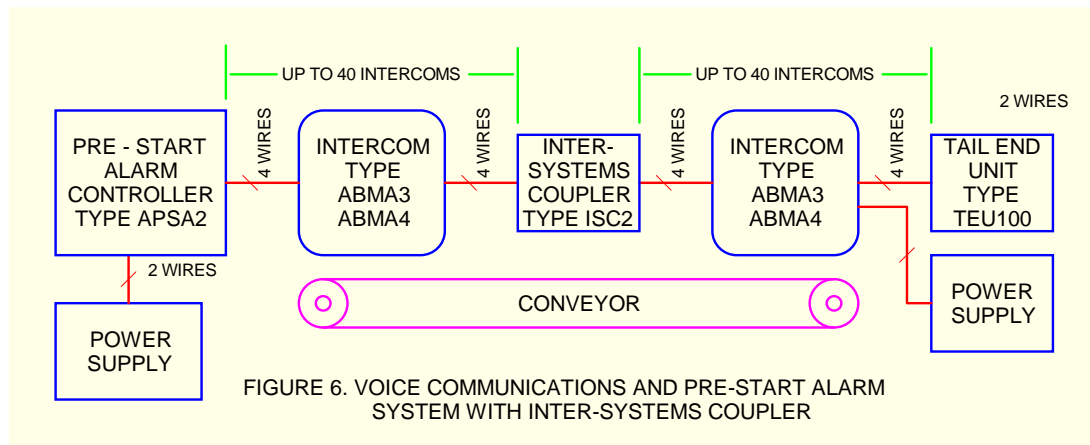 UP TO 40 INTERCOMS
UP TO 40 INTERCOMS
2 WIRES
PRE - START
ALARM
CONTROLLER
TYPE APSA2
4 WIRES
INTERCOM
TYPE
ABMA3
ABMA4
4 WIRES
INTER-
SYSTEMS
COUPLER
TYPE ISC2
4 WIRES
INTERCOM
TYPE
ABMA3
ABMA4
4 WIRES
TAIL END
UNIT
TYPE
TEU100
2 WIRES
POWER
SUPPLY
CONVEYOR
POWER
SUPPLY
FIGURE 6. VOICE COMMUNICATIONS AND PRE-START ALARM
SYSTEM WITH INTER-SYSTEMS COUPLER